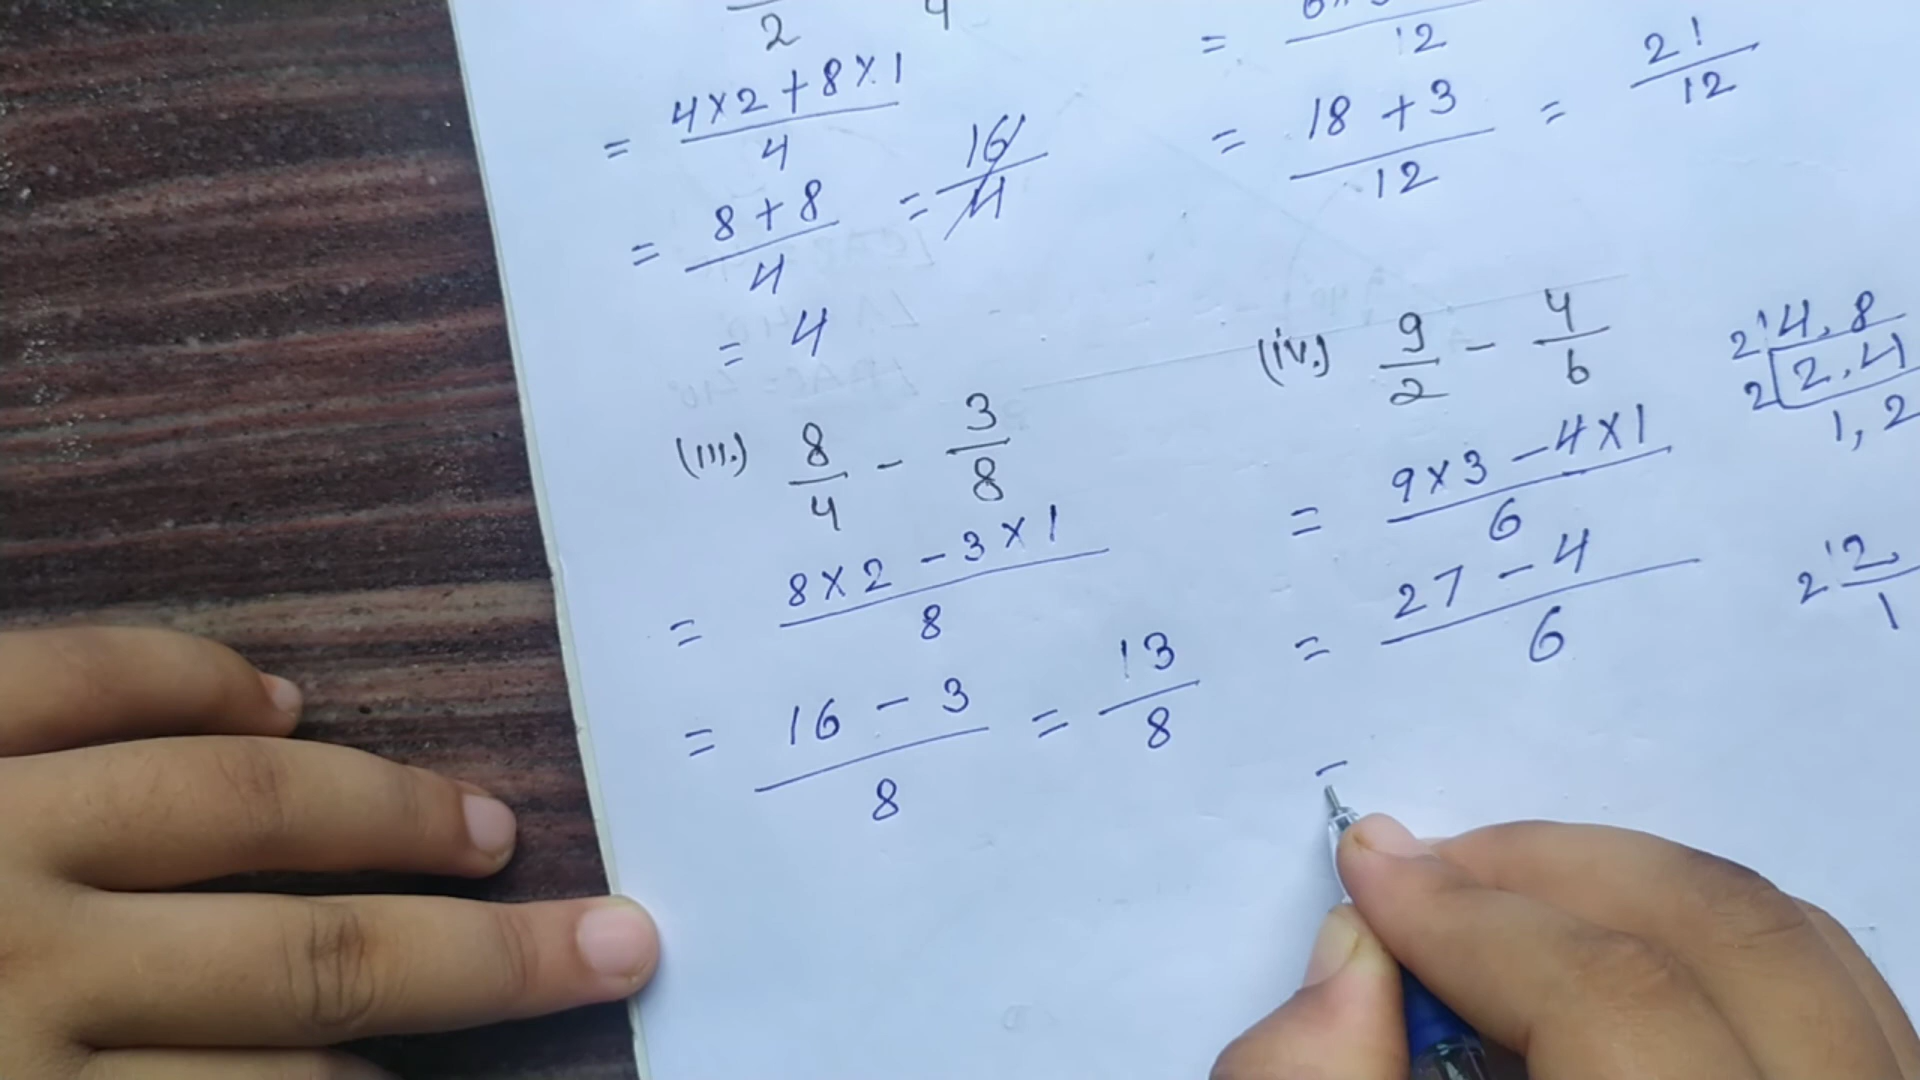 2 4
= 4×2+8×1 / 4
= 8+8 / 4 = 16 / 4
= 4
= 12
= 18 + 3 / 12 = 21 / 12
(iii.) 8/4 - 3/8
= 8×2 - 3×1 / 8
= 16 - 3 / 8 = 13 / 8
(iv.) 9/2 - 4/6
= 9×3 - 4×1 / 6
= 27 - 4 / 6
-
2 4, 8
2 2, 4
1, 2
2 2,
1